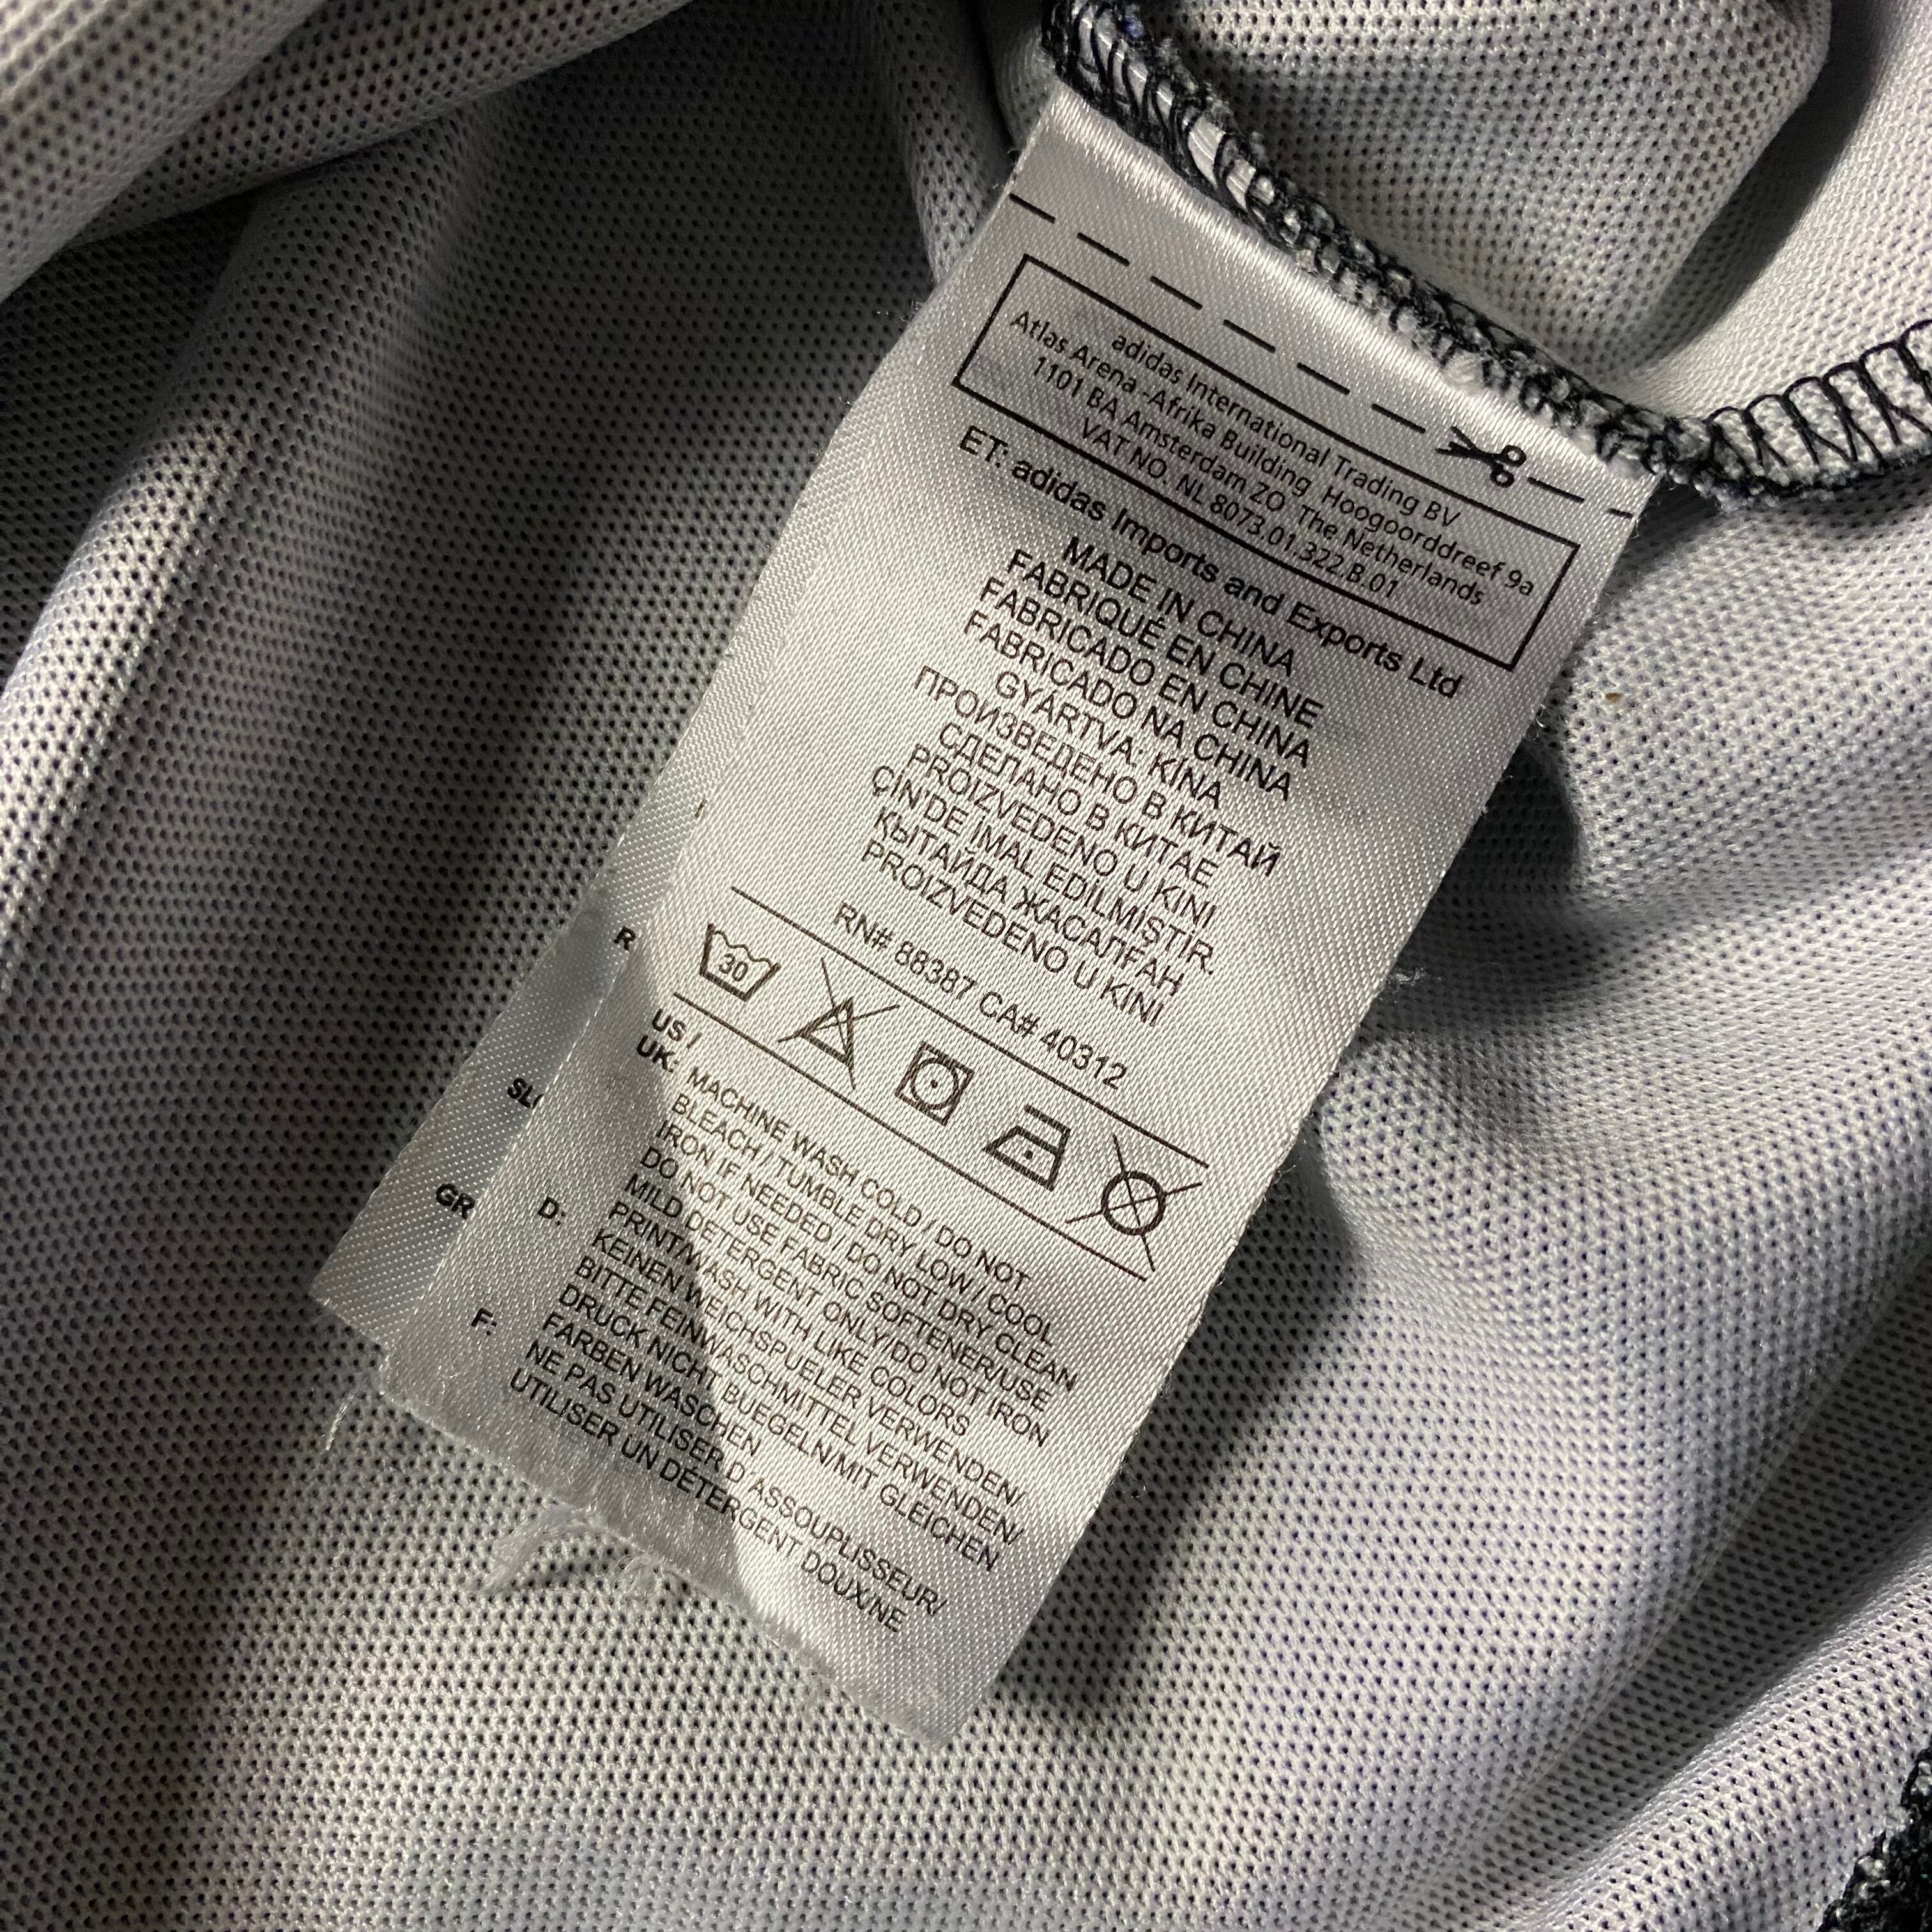 adidas International Trading BV
Atlas Arena -Afrika Building Hoogoorddreef 9a
1101 BA Amsterdam ZO The Netherlands
VAT NO. NL 8073.01.322.B.01
ET: adidas Imports and Exports Ltd
MADE IN CHINA
FABRIQUÉ EN CHINE
FABRICADO EN CHINA
FABRICADO NA CHINA
GYÁRTVA: KÍNA
ПРОИЗВЕДЕНО В КИТАЙ
СДЕЛАНО В КИТАЕ
PROIZVEDENO U KINI
ÇIN'DE IMAL EDILMIŞTIR.
ҚЫТАЙДА ЖАСАЛҒАН
PROIZVEDENO U KINI
RN# 88387 CA# 40312
30
US /
UK: MACHINE WASH COLD / DO NOT
BLEACH / TUMBLE DRY LOW / COOL
IRON IF NEEDED / DO NOT DRY CLEAN
DO NOT USE FABRIC SOFTENER/USE
MILD DETERGENT ONLY/DO NOT IRON
PRINT/WASH WITH LIKE COLORS
D: KEINEN WEICHSPUELER VERWENDEN/
BITTE FEINWASCHMITTEL VERWENDEN/
DRUCK NICHT BUEGELN/MIT GLEICHEN
FARBEN WASCHEN
F: NE PAS UTILISER D ASSOUPLISSEUR/
UTILISER UN DÉTERGENT DOUX/NE
R
GR